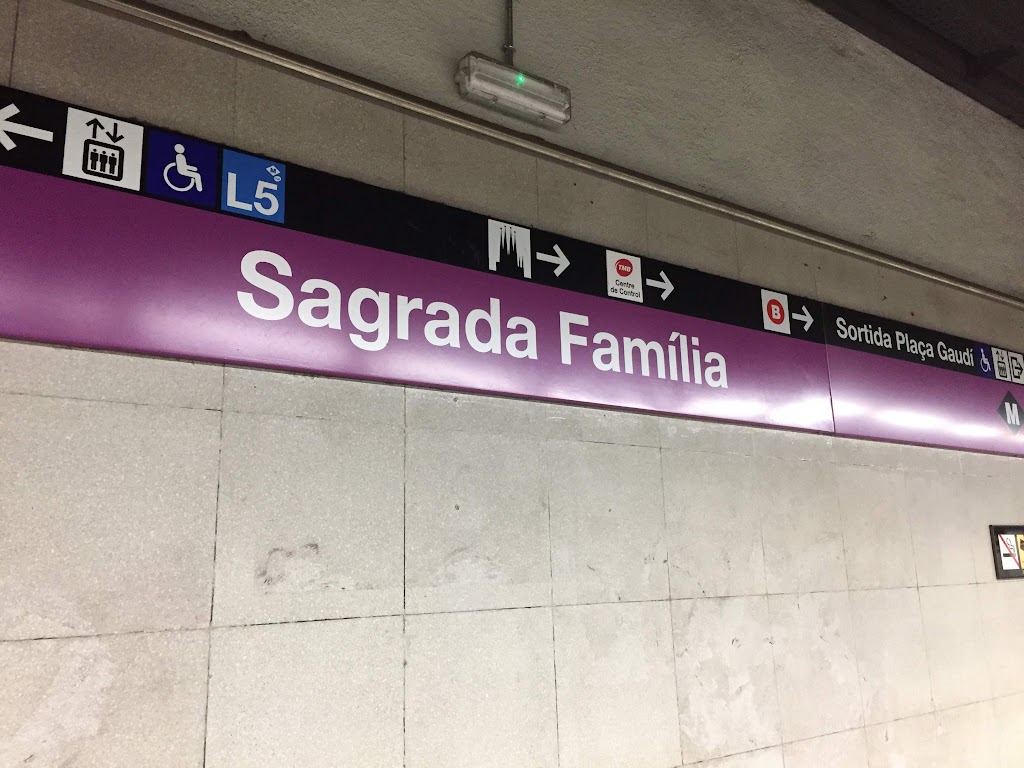 L5
TMB
Centre
de Control
B
Sortida Plaça Gaudí
Sagrada Família
M